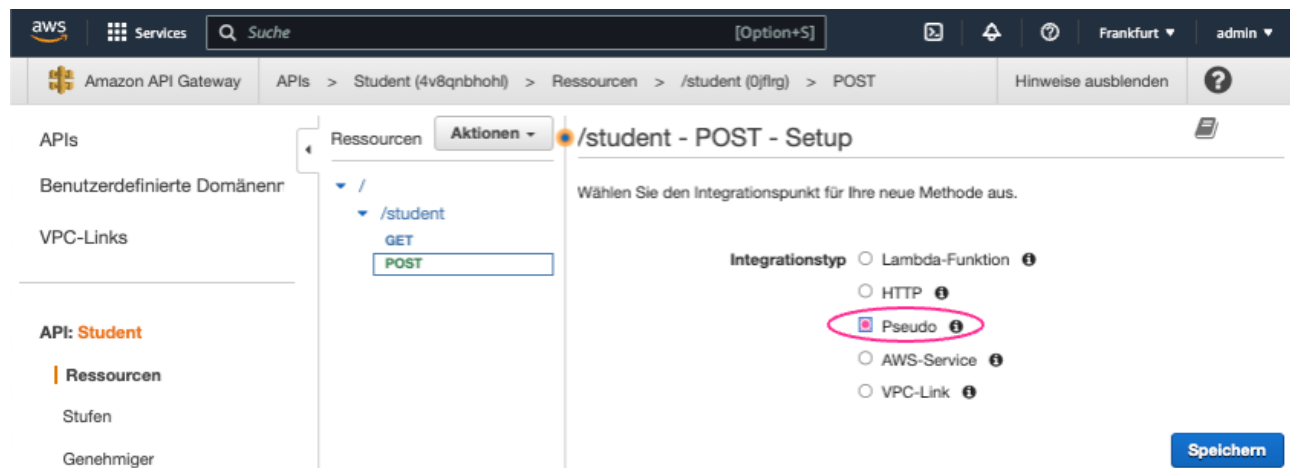 aws Services Suche [Option+S] Frankfurt ▼ admin ▼
Amazon API Gateway APIs > Student (4v8qnbhohl) > Ressourcen > /student (0jflrg) > POST Hinweise ausblenden ?
APIs
Benutzerdefinierte Domänenn
VPC-Links
API: Student
Ressourcen
Stufen
Genehmiger
Ressourcen Aktionen
/
/student
GET
POST
/student - POST - Setup
Wählen Sie den Integrationspunkt für Ihre neue Methode aus.
Integrationstyp Lambda-Funktion
HTTP
Pseudo
AWS-Service
VPC-Link
Speichern